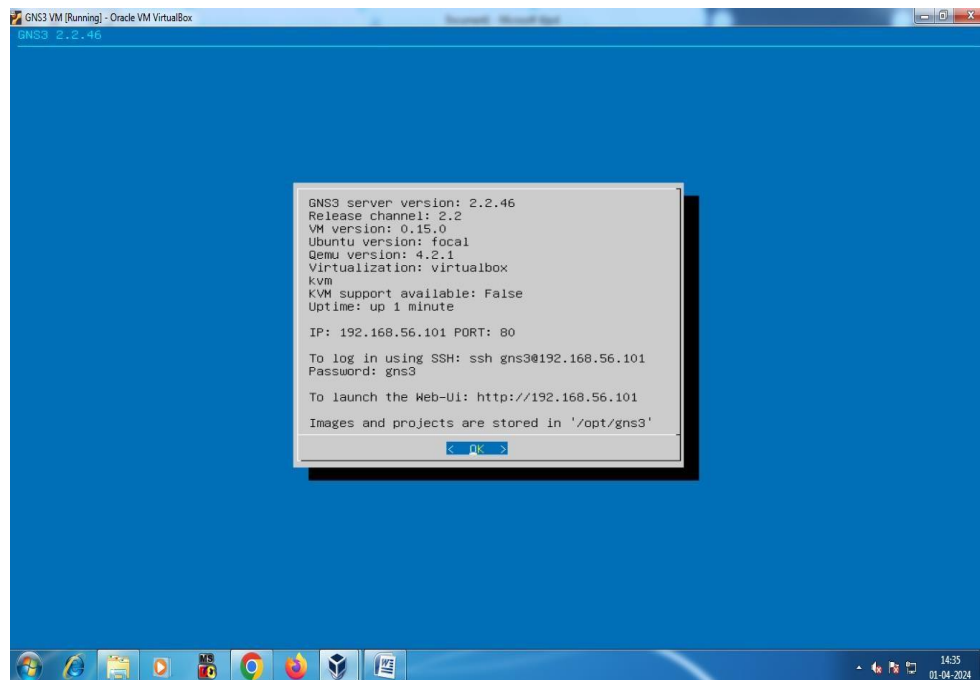 GNS3 VM [Running] - Oracle VM VirtualBox
GNS3 2.2.46
GNS3 server version: 2.2.46
Release channel: 2.2
VM version: 0.15.0
Ubuntu version: focal
Qemu version: 4.2.1
Virtualization: virtualbox
kvm
KVM support available: False
Uptime: up 1 minute
IP: 192.168.56.101 PORT: 80
To log in using SSH: ssh gns3@192.168.56.101
Password: gns3
To launch the Web-Ui: http://192.168.56.101
Images and projects are stored in '/opt/gns3'
< OK >
MS
14:35
01-04-2024